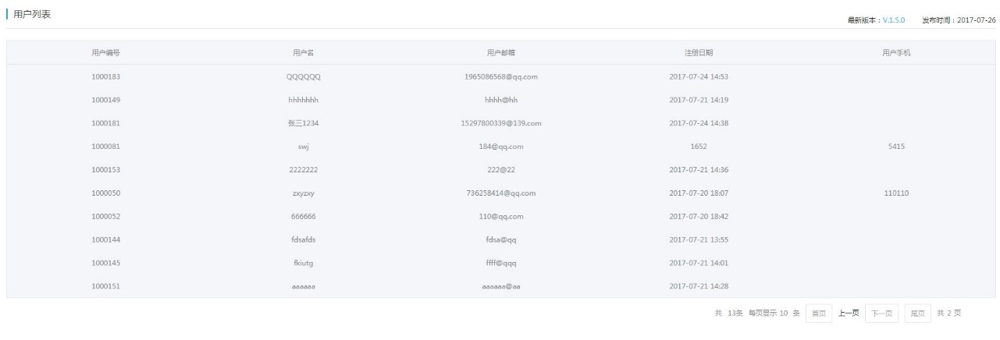 用户列表
最新版本：V.1.5.0 发布时间：2017-07-26
用户编号 用户名 用户邮箱 注册日期 用户手机
1000183 QQQQQQ 1965086568@qq.com 2017-07-24 14:53
1000149 hhhhhhh hhhh@hh 2017-07-21 14:19
1000181 张三1234 15297800339@139.com 2017-07-24 14:38
1000081 swj 184@qq.com 1652 5415
1000153 2222222 222@22 2017-07-21 14:36
1000050 zxyzxy 736258414@qq.com 2017-07-20 18:07 110110
1000052 666666 110@qq.com 2017-07-20 18:42
1000144 fdsafds fdsa@qq 2017-07-21 13:55
1000145 fkiutg ffff@qqq 2017-07-21 14:01
1000151 aaaaaa aaaaaa@aa 2017-07-21 14:28
共 13条 每页显示 10 条 首页 上一页 下一页 尾页 共 2 页